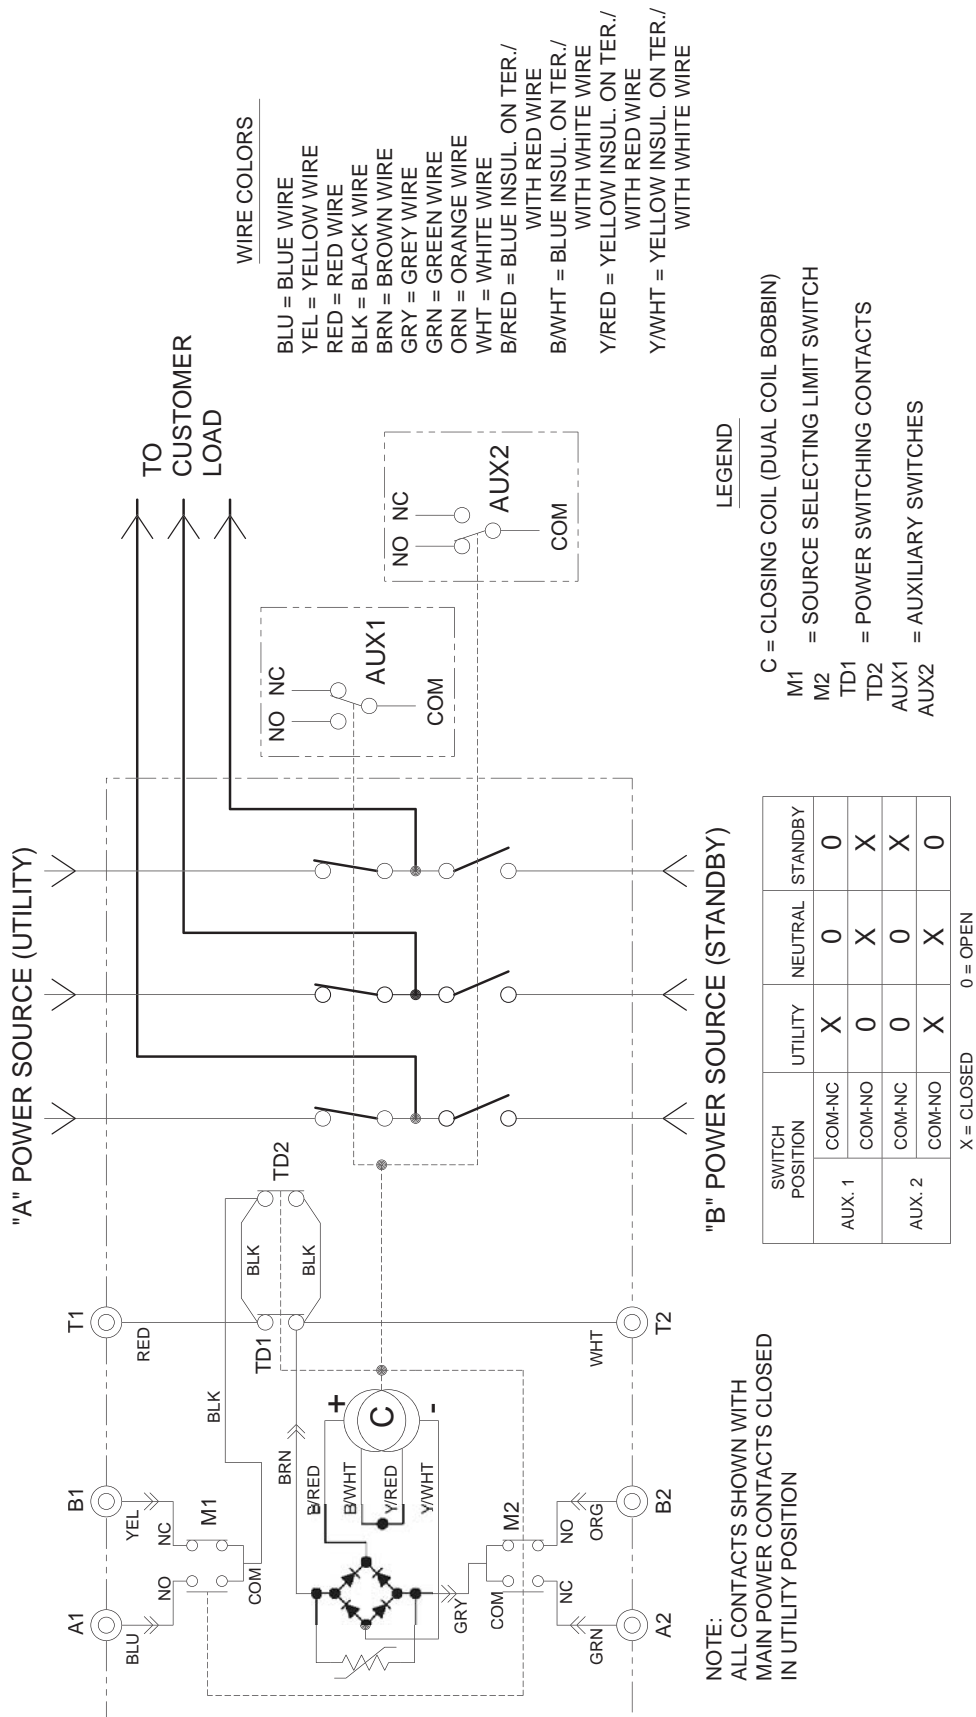 "A" POWER SOURCE (UTILITY)
TO
CUSTOMER
LOAD
A1
B1
T1
BLU
YEL
RED
NO
NC
M1
COM
BLK
BLK
BLK
TD1
TD2
BRN
B/RED
B/WHT
Y/RED
Y/WHT
+
C
-
GRY
COM
M2
NC
NO
GRN
ORG
WHT
A2
B2
T2
NO
NC
AUX1
COM
NO
NC
AUX2
COM
"B" POWER SOURCE (STANDBY)
WIRE COLORS
BLU = BLUE WIRE
YEL = YELLOW WIRE
RED = RED WIRE
BLK = BLACK WIRE
BRN = BROWN WIRE
GRY = GREY WIRE
GRN = GREEN WIRE
ORN = ORANGE WIRE
WHT = WHITE WIRE
B/RED = BLUE INSUL. ON TER./
WITH RED WIRE
B/WHT = BLUE INSUL. ON TER./
WITH WHITE WIRE
Y/RED = YELLOW INSUL. ON TER./
WITH RED WIRE
Y/WHT = YELLOW INSUL. ON TER./
WITH WHITE WIRE
NOTE:
ALL CONTACTS SHOWN WITH
MAIN POWER CONTACTS CLOSED
IN UTILITY POSITION
SWITCH POSITION UTILITY NEUTRAL STANDBY
AUX. 1 COM-NC X 0 0
COM-NO 0 X X
AUX. 2 COM-NC 0 0 X
COM-NO X X 0
X = CLOSED 0 = OPEN
LEGEND
C = CLOSING COIL (DUAL COIL BOBBIN)
M1
M2 = SOURCE SELECTING LIMIT SWITCH
TD1
TD2 = POWER SWITCHING CONTACTS
AUX1
AUX2 = AUXILIARY SWITCHES